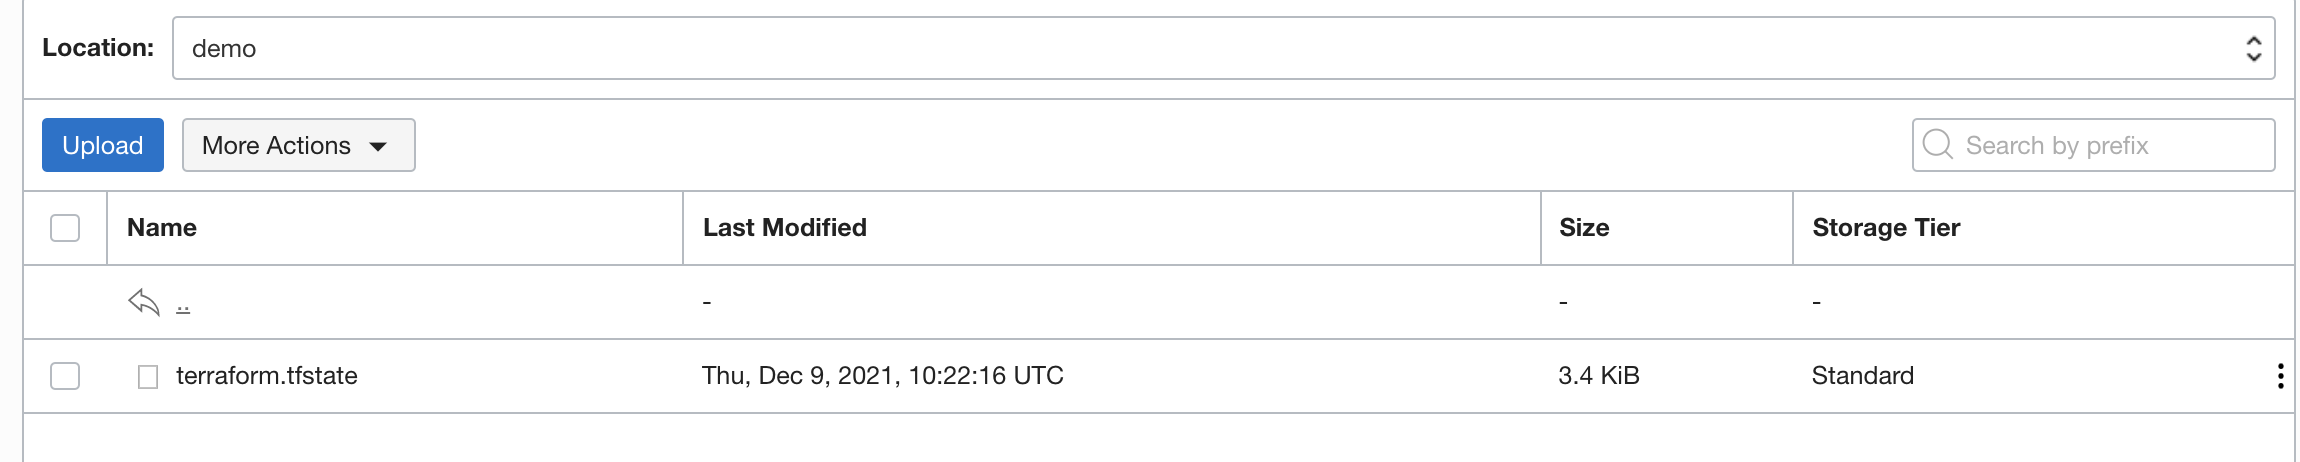 Location: demo
Upload More Actions Search by prefix
Name Last Modified Size Storage Tier
.. - - -
terraform.tfstate Thu, Dec 9, 2021, 10:22:16 UTC 3.4 KiB Standard